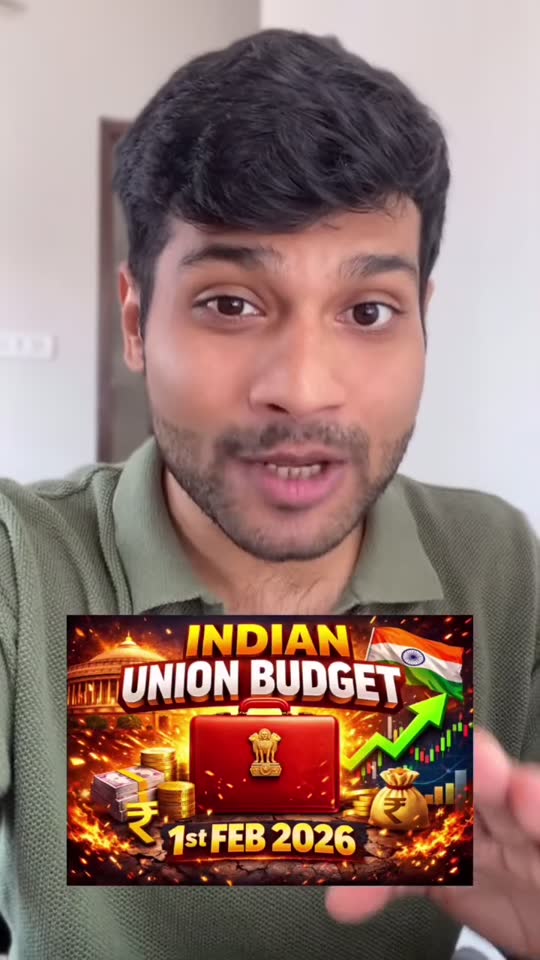 INDIAN
UNION BUDGET
₹
₹
1st FEB 2026